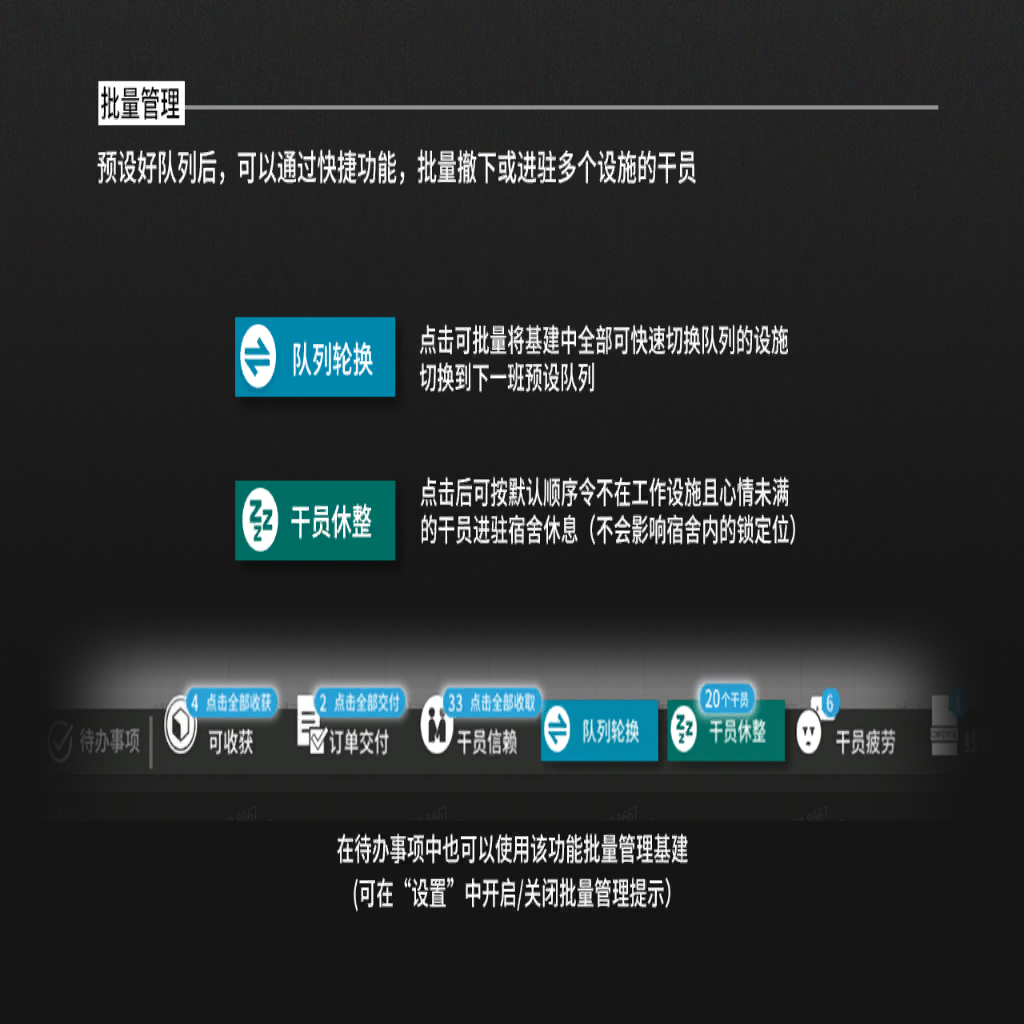 批量管理
预设好队列后，可以通过快捷功能，批量撤下或进驻多个设施的干员
队列轮换
点击可批量将基建中全部可快速切换队列的设施
切换到下一班预设队列
干员休整
点击后可按默认顺序令不在工作设施且心情未满
的干员进驻宿舍休息（不会影响宿舍内的锁定位）
待办事项
4 点击全部收获
可收获
2 点击全部交付
订单交付
33 点击全部收取
干员信赖
队列轮换
20个干员
干员休整
6
干员疲劳
在待办事项中也可以使用该功能批量管理基建
(可在“设置”中开启/关闭批量管理提示）